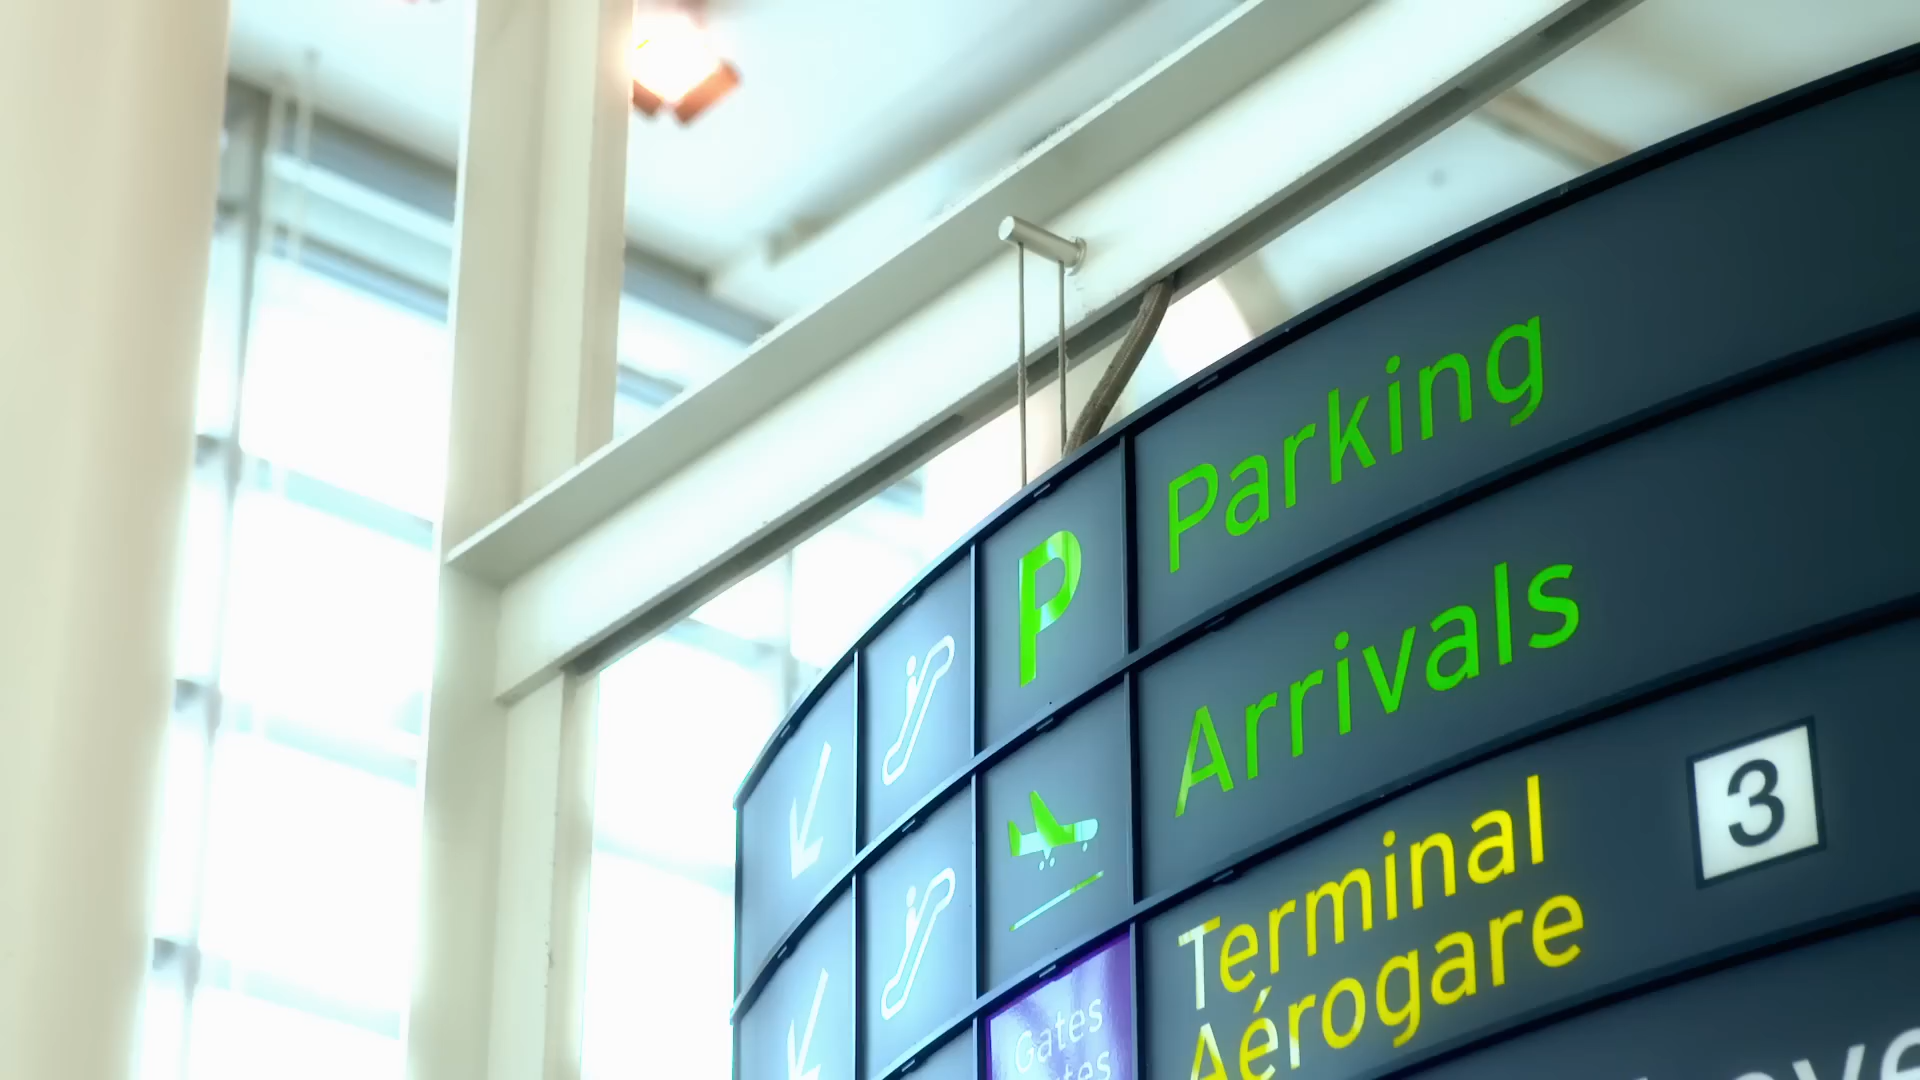 P Parking
Arrivals
Terminal 3
Aérogare
Gates